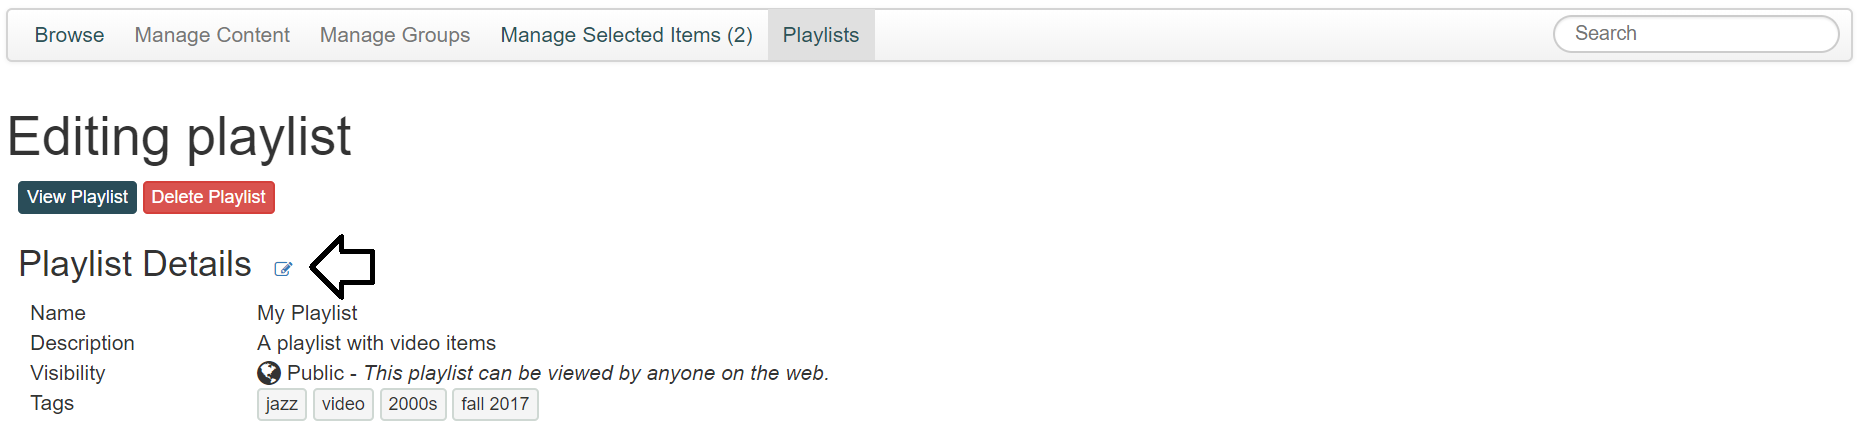 Browse Manage Content Manage Groups Manage Selected Items (2) Playlists Search
Editing playlist
View Playlist Delete Playlist
Playlist Details
Name My Playlist
Description A playlist with video items
Visibility Public - This playlist can be viewed by anyone on the web.
Tags jazz video 2000s fall 2017